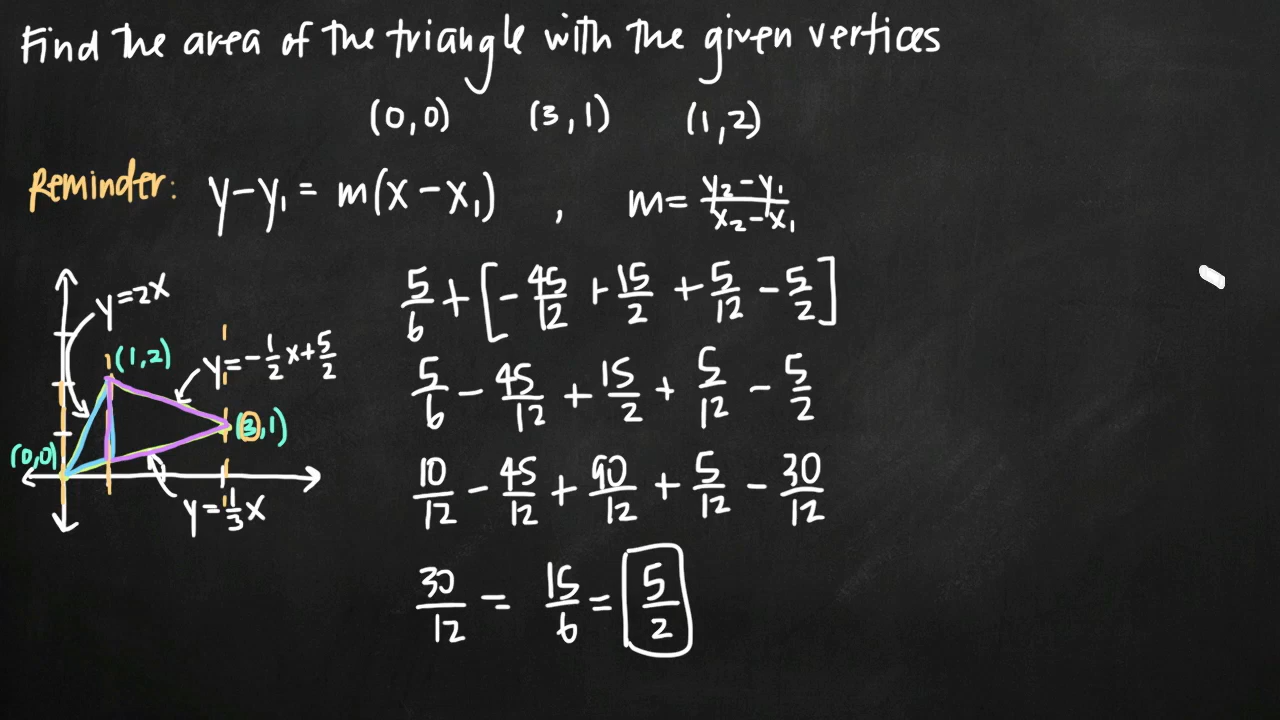 Find the area of the triangle with the given vertices
(0,0) (3,1) (1,2)
Reminder: y-y₁ = m(x-x₁) , m= y₂-y₁/x₂-x₁
y=2x
(1,2)
y=-1/2x+5/2
(0,0)
(3,1)
y=1/3x
5/6 + [-45/12 + 15/2 + 5/12 - 5/2]
5/6 - 45/12 + 15/2 + 5/12 - 5/2
10/12 - 45/12 + 90/12 + 5/12 - 30/12
30/12 = 15/6 = 5/2